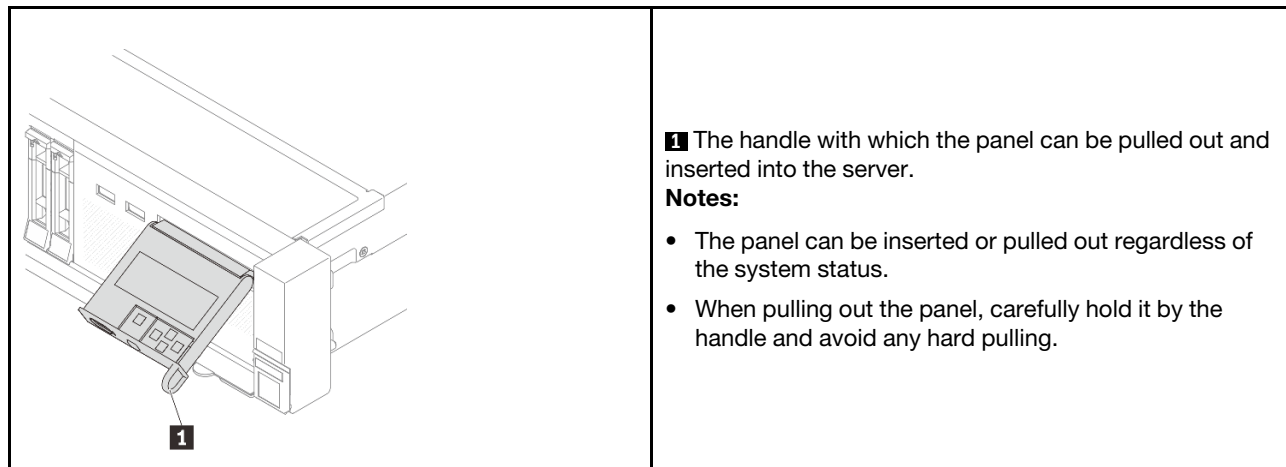 1
1 The handle with which the panel can be pulled out and
inserted into the server.
Notes:
• The panel can be inserted or pulled out regardless of
the system status.
• When pulling out the panel, carefully hold it by the
handle and avoid any hard pulling.